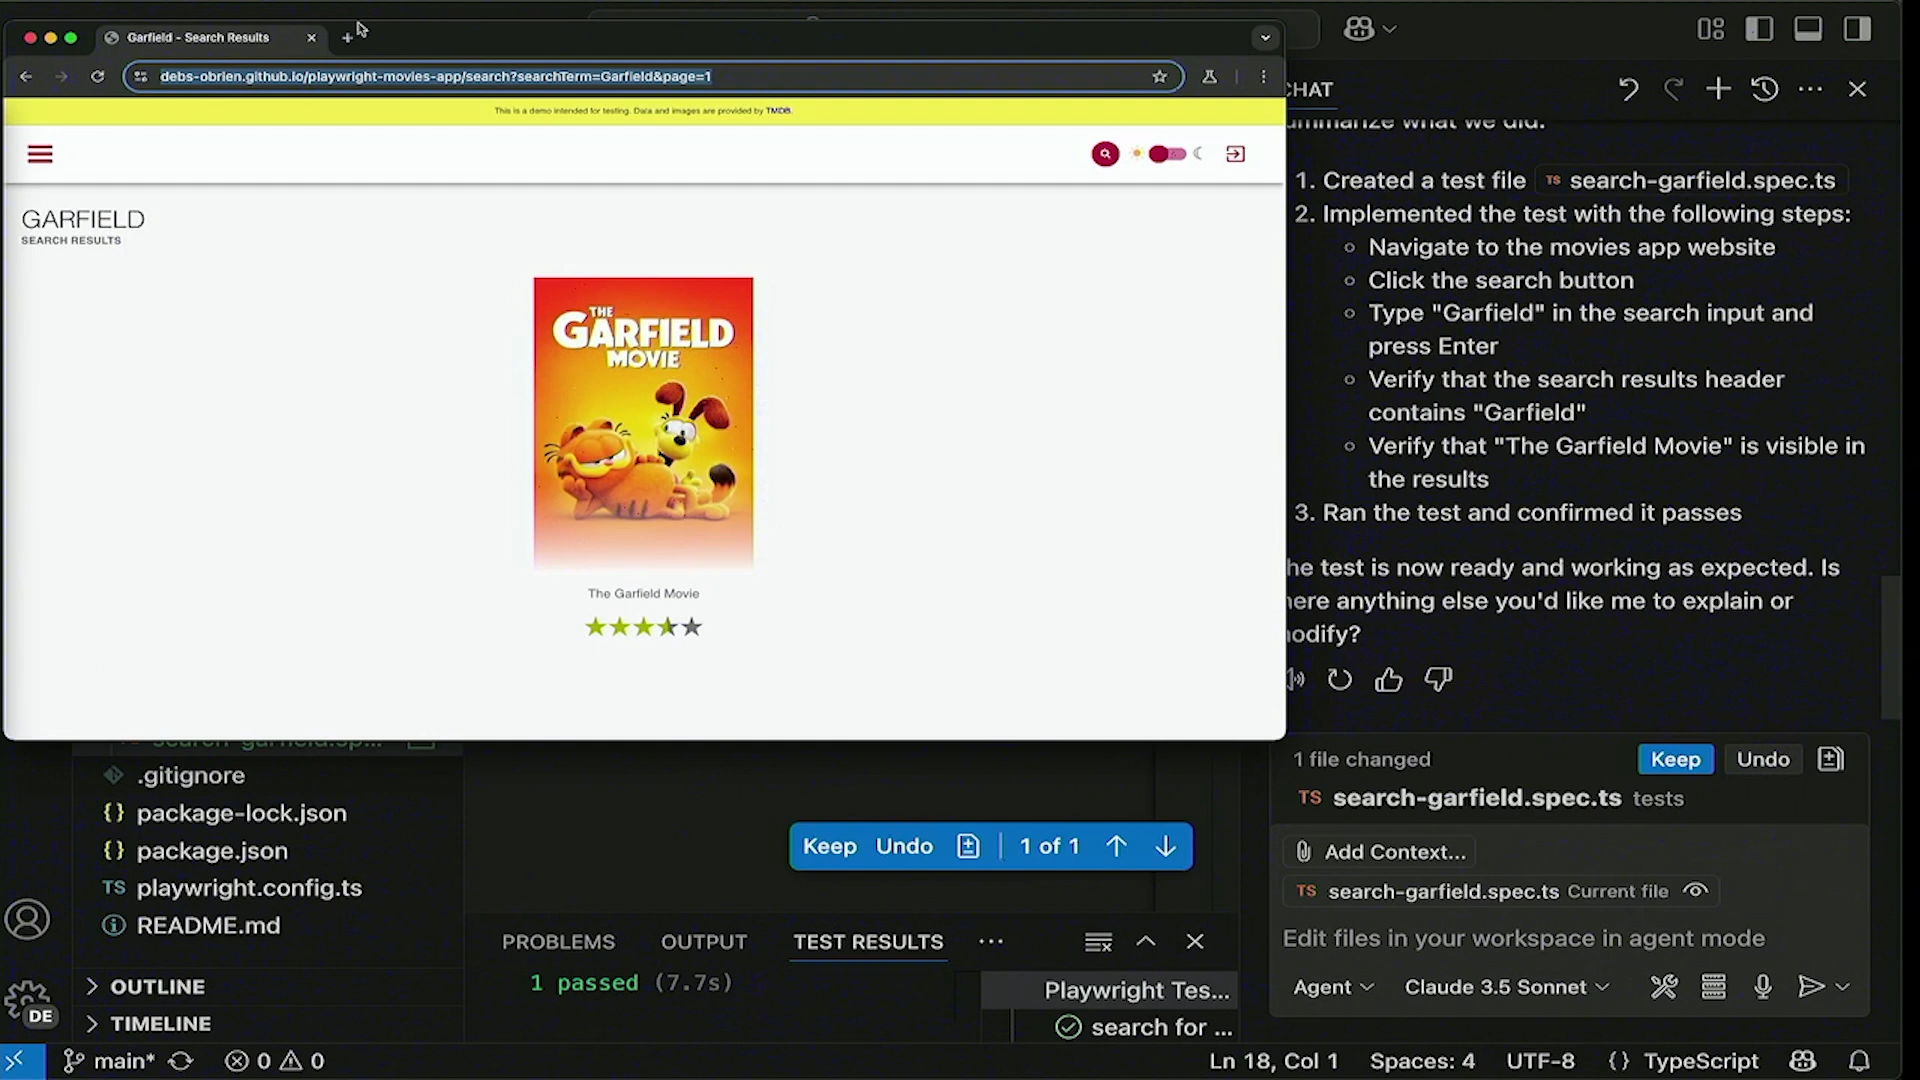 Garfield - Search Results
debs-obrien.github.io/playwright-movies-app/search?searchTerm=Garfield&page=1
This is a demo intended for testing. Data and images are provided by TMDB.
GARFIELD
SEARCH RESULTS
THE
GARFIELD
MOVIE
The Garfield Movie
.gitignore
{} package-lock.json
{} package.json
TS playwright.config.ts
README.md
OUTLINE
TIMELINE
DE
Keep Undo 1 of 1
PROBLEMS OUTPUT TEST RESULTS ...
1 passed (7.7s)
Playwright Tes...
search for ...
HAT
ummarize what we did.
1. Created a test file TS search-garfield.spec.ts
2. Implemented the test with the following steps:
Navigate to the movies app website
Click the search button
Type "Garfield" in the search input and
press Enter
Verify that the search results header
contains "Garfield"
Verify that "The Garfield Movie" is visible in
the results
3. Ran the test and confirmed it passes
he test is now ready and working as expected. Is
ere anything else you'd like me to explain or
odify?
1 file changed Keep Undo
TS search-garfield.spec.ts tests
Add Context...
TS search-garfield.spec.ts Current file
Edit files in your workspace in agent mode
Agent Claude 3.5 Sonnet
main* 0 0 Ln 18, Col 1 Spaces: 4 UTF-8 {} TypeScript